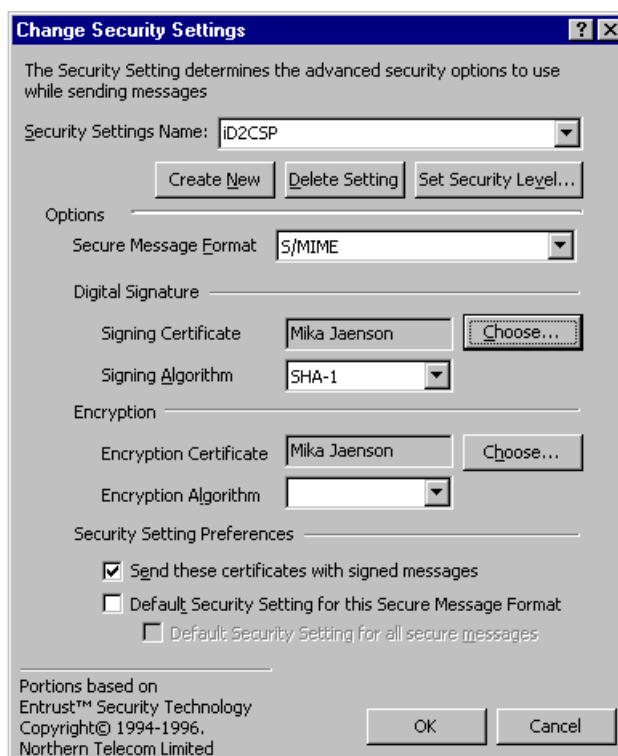 Change Security Settings
The Security Setting determines the advanced security options to use
while sending messages
Security Settings Name: iD2CSP
Create New Delete Setting Set Security Level...
Options
Secure Message Format S/MIME
Digital Signature
Signing Certificate Mika Jaenson Choose...
Signing Algorithm SHA-1
Encryption
Encryption Certificate Mika Jaenson Choose...
Encryption Algorithm
Security Setting Preferences
Send these certificates with signed messages
Default Security Setting for this Secure Message Format
Default Security Setting for all secure messages
Portions based on
Entrust™ Security Technology
Copyright© 1994-1996.
Northern Telecom Limited
OK Cancel